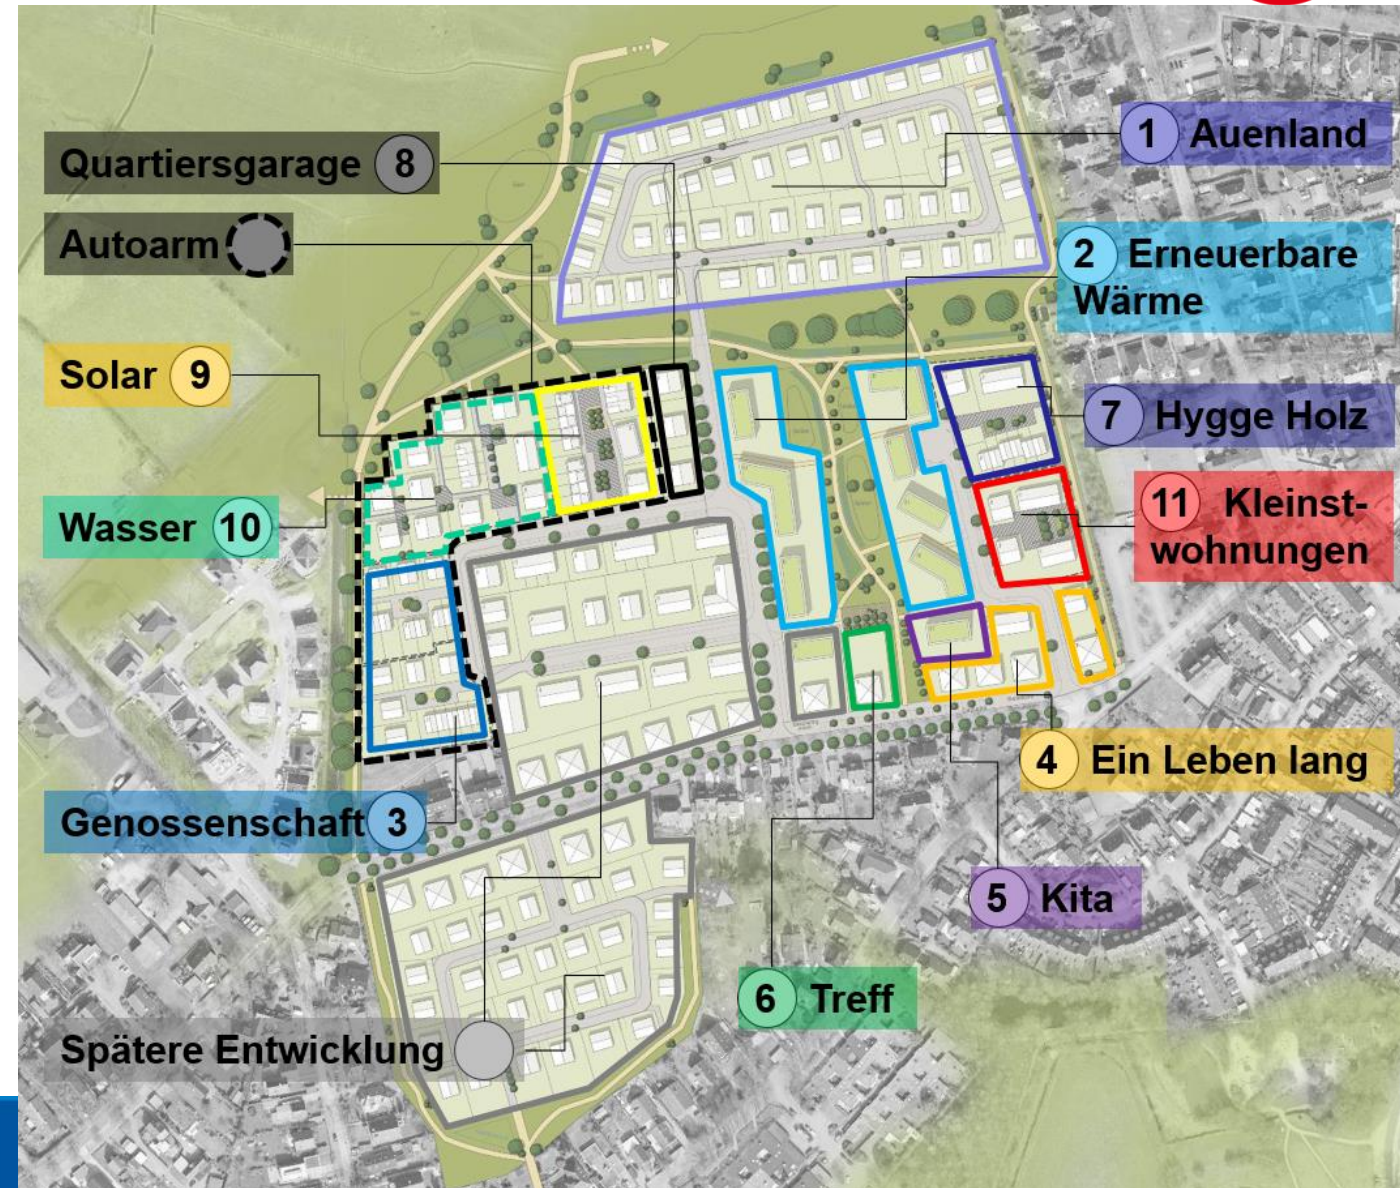 1 Auenland
Quartiersgarage 8
Autoarm
2 Erneuerbare
Wärme
Solar 9
7 Hygge Holz
11 Kleinst-
wohnungen
Wasser 10
4 Ein Leben lang
Genossenschaft 3
5 Kita
6 Treff
Spätere Entwicklung